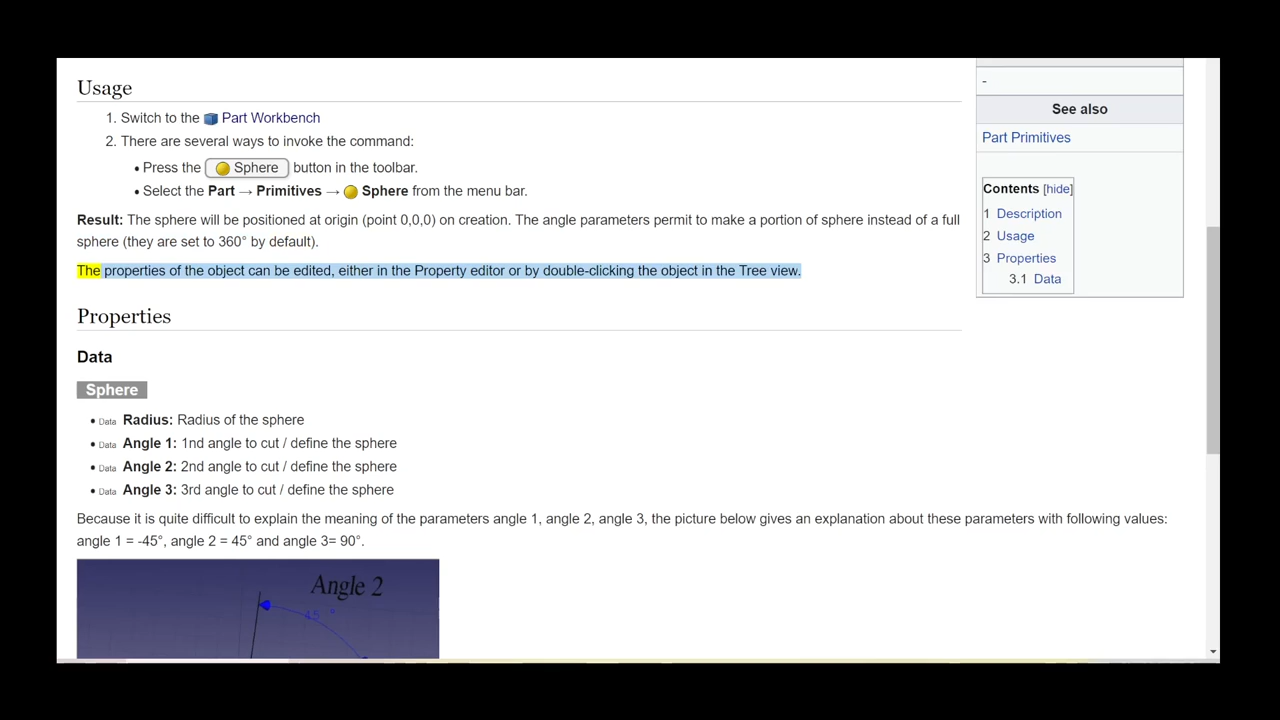 Usage
1. Switch to the Part Workbench
2. There are several ways to invoke the command:
• Press the Sphere button in the toolbar.
• Select the Part → Primitives → Sphere from the menu bar.
Result: The sphere will be positioned at origin (point 0,0,0) on creation. The angle parameters permit to make a portion of sphere instead of a full
sphere (they are set to 360° by default).
The properties of the object can be edited, either in the Property editor or by double-clicking the object in the Tree view.
Properties
Data
Sphere
• Data Radius: Radius of the sphere
• Data Angle 1: 1nd angle to cut / define the sphere
• Data Angle 2: 2nd angle to cut / define the sphere
• Data Angle 3: 3rd angle to cut / define the sphere
Because it is quite difficult to explain the meaning of the parameters angle 1, angle 2, angle 3, the picture below gives an explanation about these parameters with following values:
angle 1 = -45°, angle 2 = 45° and angle 3= 90°.
Angle 2
45 °
-
See also
Part Primitives
Contents [hide]
1 Description
2 Usage
3 Properties
3.1 Data